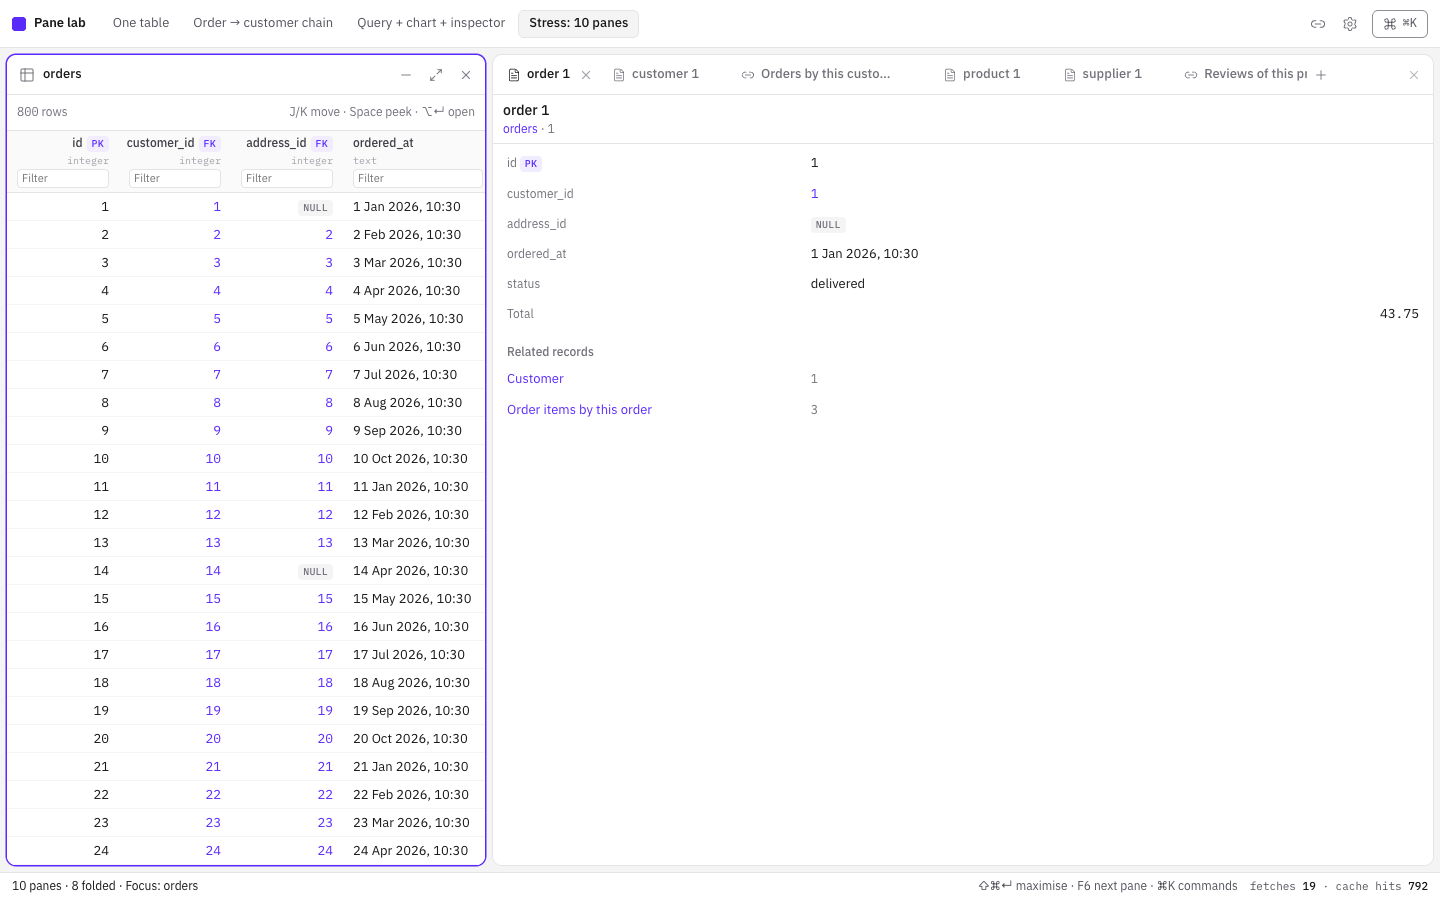 Pane lab One table Order → customer chain Query + chart + inspector Stress: 10 panes ⌘ ⌘K
orders
800 rows J/K move · Space peek · ⌥↵ open
id PK customer_id FK address_id FK ordered_at
integer integer integer text
Filter Filter Filter Filter
1 1 NULL 1 Jan 2026, 10:30
2 2 2 2 Feb 2026, 10:30
3 3 3 3 Mar 2026, 10:30
4 4 4 4 Apr 2026, 10:30
5 5 5 5 May 2026, 10:30
6 6 6 6 Jun 2026, 10:30
7 7 7 7 Jul 2026, 10:30
8 8 8 8 Aug 2026, 10:30
9 9 9 9 Sep 2026, 10:30
10 10 10 10 Oct 2026, 10:30
11 11 11 11 Jan 2026, 10:30
12 12 12 12 Feb 2026, 10:30
13 13 13 13 Mar 2026, 10:30
14 14 NULL 14 Apr 2026, 10:30
15 15 15 15 May 2026, 10:30
16 16 16 16 Jun 2026, 10:30
17 17 17 17 Jul 2026, 10:30
18 18 18 18 Aug 2026, 10:30
19 19 19 19 Sep 2026, 10:30
20 20 20 20 Oct 2026, 10:30
21 21 21 21 Jan 2026, 10:30
22 22 22 22 Feb 2026, 10:30
23 23 23 23 Mar 2026, 10:30
24 24 24 24 Apr 2026, 10:30
order 1 customer 1 Orders by this custo... product 1 supplier 1 Reviews of this pr
order 1
orders · 1
id PK 1
customer_id 1
address_id NULL
ordered_at 1 Jan 2026, 10:30
status delivered
Total 43.75
Related records
Customer 1
Order items by this order 3
10 panes · 8 folded · Focus: orders ⇧⌘↵ maximise · F6 next pane · ⌘K commands fetches 19 · cache hits 792